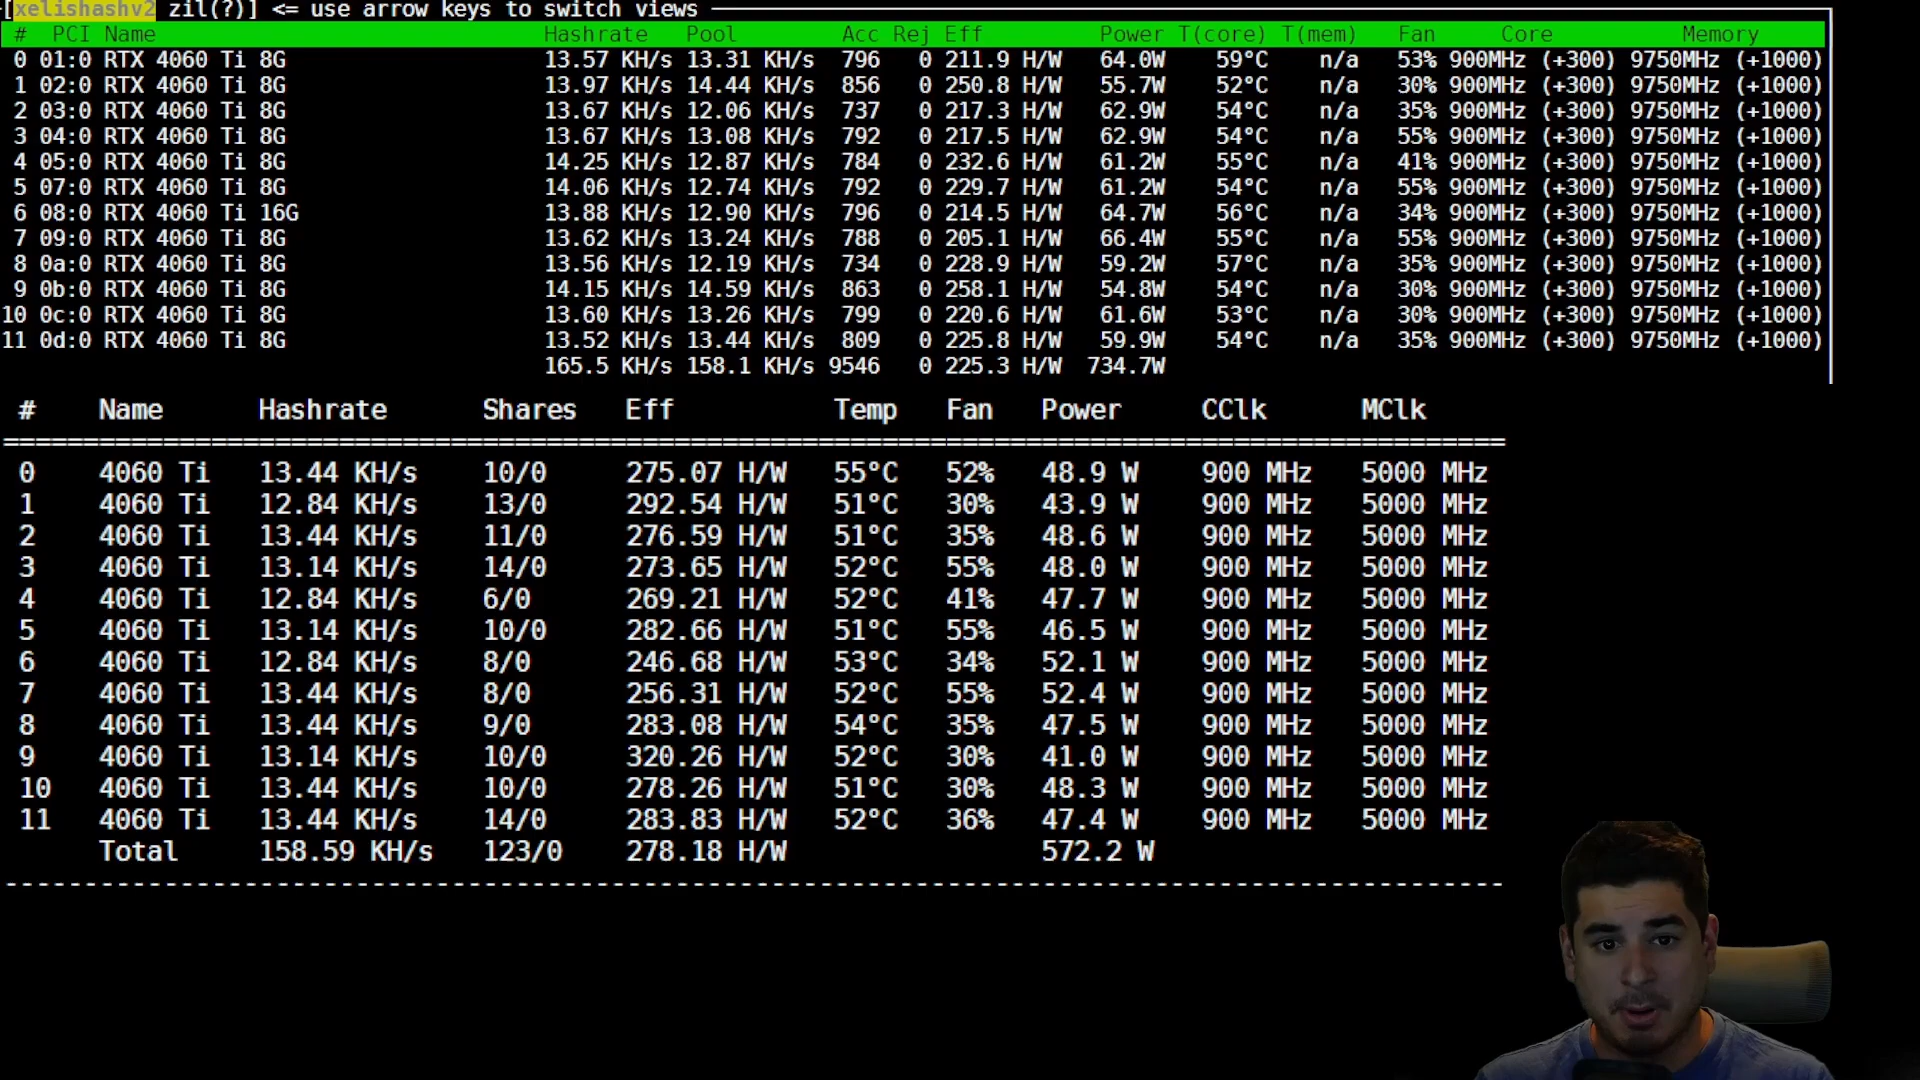 [xelishashv2 zil(?)] <= use arrow keys to switch views
# PCI Name Hashrate Pool Acc Rej Eff Power T(core) T(mem) Fan Core Memory
0 01:0 RTX 4060 Ti 8G 13.57 KH/s 13.31 KH/s 796 0 211.9 H/W 64.0W 59°C n/a 53% 900MHz (+300) 9750MHz (+1000)
1 02:0 RTX 4060 Ti 8G 13.97 KH/s 14.44 KH/s 856 0 250.8 H/W 55.7W 52°C n/a 30% 900MHz (+300) 9750MHz (+1000)
2 03:0 RTX 4060 Ti 8G 13.67 KH/s 12.06 KH/s 737 0 217.3 H/W 62.9W 54°C n/a 35% 900MHz (+300) 9750MHz (+1000)
3 04:0 RTX 4060 Ti 8G 13.67 KH/s 13.08 KH/s 792 0 217.5 H/W 62.9W 54°C n/a 55% 900MHz (+300) 9750MHz (+1000)
4 05:0 RTX 4060 Ti 8G 14.25 KH/s 12.87 KH/s 784 0 232.6 H/W 61.2W 55°C n/a 41% 900MHz (+300) 9750MHz (+1000)
5 07:0 RTX 4060 Ti 8G 14.06 KH/s 12.74 KH/s 792 0 229.7 H/W 61.2W 54°C n/a 55% 900MHz (+300) 9750MHz (+1000)
6 08:0 RTX 4060 Ti 16G 13.88 KH/s 12.90 KH/s 796 0 214.5 H/W 64.7W 56°C n/a 34% 900MHz (+300) 9750MHz (+1000)
7 09:0 RTX 4060 Ti 8G 13.62 KH/s 13.24 KH/s 788 0 205.1 H/W 66.4W 55°C n/a 55% 900MHz (+300) 9750MHz (+1000)
8 0a:0 RTX 4060 Ti 8G 13.56 KH/s 12.19 KH/s 734 0 228.9 H/W 59.2W 57°C n/a 35% 900MHz (+300) 9750MHz (+1000)
9 0b:0 RTX 4060 Ti 8G 14.15 KH/s 14.59 KH/s 863 0 258.1 H/W 54.8W 54°C n/a 30% 900MHz (+300) 9750MHz (+1000)
10 0c:0 RTX 4060 Ti 8G 13.60 KH/s 13.26 KH/s 799 0 220.6 H/W 61.6W 53°C n/a 30% 900MHz (+300) 9750MHz (+1000)
11 0d:0 RTX 4060 Ti 8G 13.52 KH/s 13.44 KH/s 809 0 225.8 H/W 59.9W 54°C n/a 35% 900MHz (+300) 9750MHz (+1000)
165.5 KH/s 158.1 KH/s 9546 0 225.3 H/W 734.7W
# Name Hashrate Shares Eff Temp Fan Power CClk MClk
0 4060 Ti 13.44 KH/s 10/0 275.07 H/W 55°C 52% 48.9 W 900 MHz 5000 MHz
1 4060 Ti 12.84 KH/s 13/0 292.54 H/W 51°C 30% 43.9 W 900 MHz 5000 MHz
2 4060 Ti 13.44 KH/s 11/0 276.59 H/W 51°C 35% 48.6 W 900 MHz 5000 MHz
3 4060 Ti 13.14 KH/s 14/0 273.65 H/W 52°C 55% 48.0 W 900 MHz 5000 MHz
4 4060 Ti 12.84 KH/s 6/0 269.21 H/W 52°C 41% 47.7 W 900 MHz 5000 MHz
5 4060 Ti 13.14 KH/s 10/0 282.66 H/W 51°C 55% 46.5 W 900 MHz 5000 MHz
6 4060 Ti 12.84 KH/s 8/0 246.68 H/W 53°C 34% 52.1 W 900 MHz 5000 MHz
7 4060 Ti 13.44 KH/s 8/0 256.31 H/W 52°C 55% 52.4 W 900 MHz 5000 MHz
8 4060 Ti 13.44 KH/s 9/0 283.08 H/W 54°C 35% 47.5 W 900 MHz 5000 MHz
9 4060 Ti 13.14 KH/s 10/0 320.26 H/W 52°C 30% 41.0 W 900 MHz 5000 MHz
10 4060 Ti 13.44 KH/s 10/0 278.26 H/W 51°C 30% 48.3 W 900 MHz 5000 MHz
11 4060 Ti 13.44 KH/s 14/0 283.83 H/W 52°C 36% 47.4 W 900 MHz 5000 MHz
Total 158.59 KH/s 123/0 278.18 H/W 572.2 W